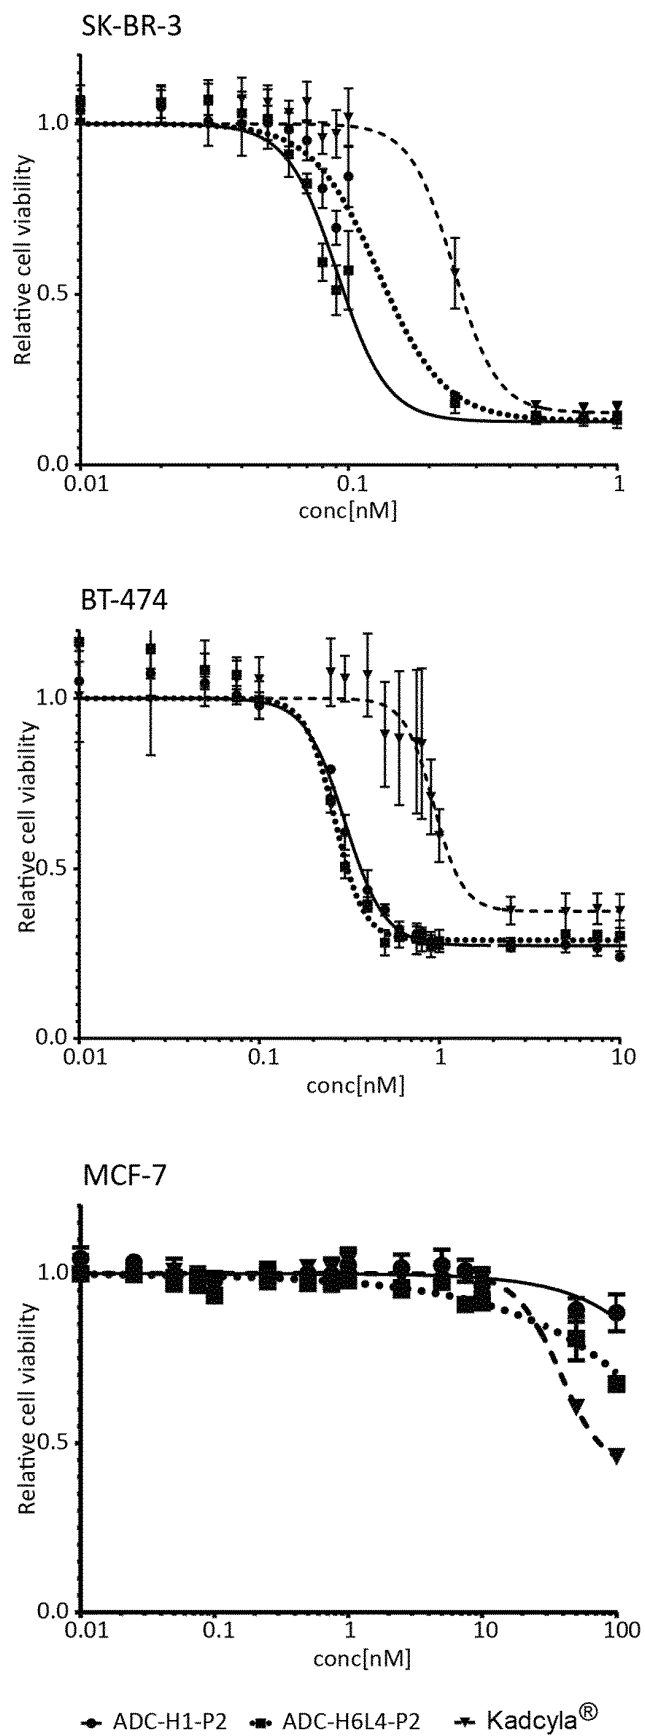 SK-BR-3
1.0
0.5
0.0
Relative cell viability
0.01 0.1 1
conc[nM]
BT-474
1.0
0.5
0.0
Relative cell viability
0.01 0.1 1 10
conc[nM]
MCF-7
1.0
0.5
0.0
Relative cell viability
0.01 0.1 1 10 100
conc[nM]
ADC-H1-P2 ADC-H6L4-P2 Kadcyla®